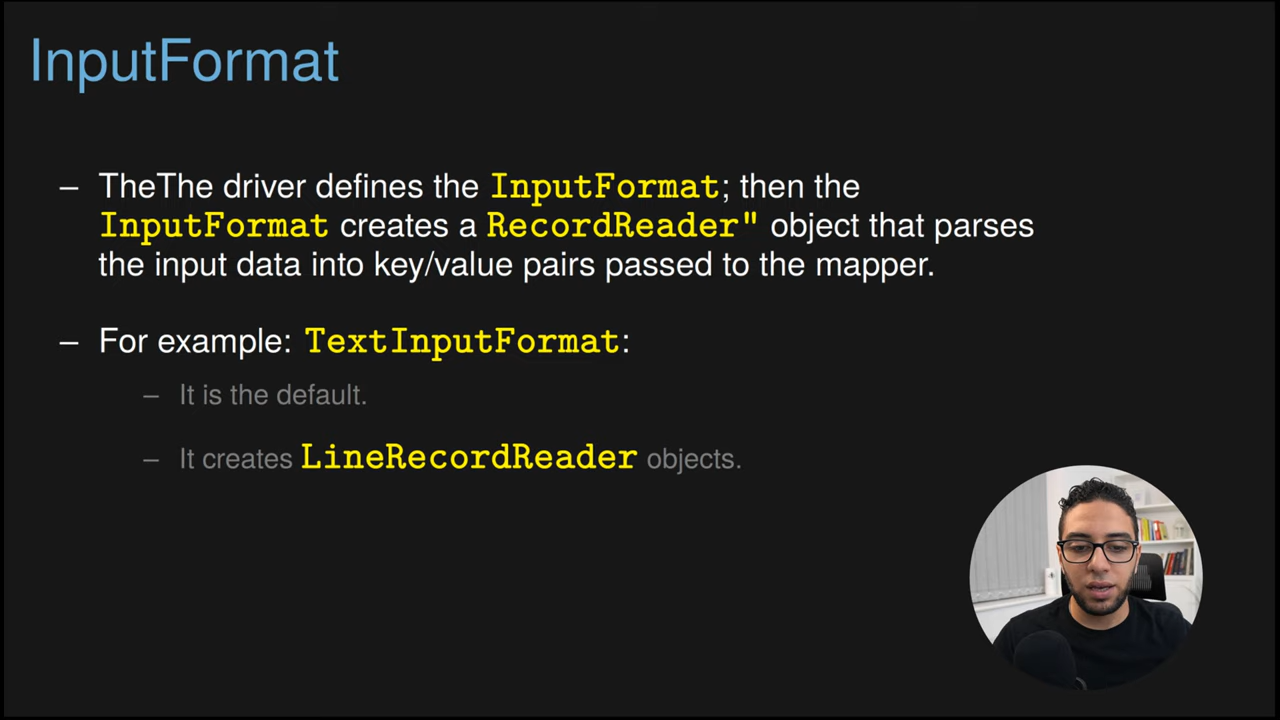 InputFormat
– TheThe driver defines the InputFormat; then the
InputFormat creates a RecordReader" object that parses
the input data into key/value pairs passed to the mapper.
– For example: TextInputFormat:
– It is the default.
– It creates LineRecordReader objects.